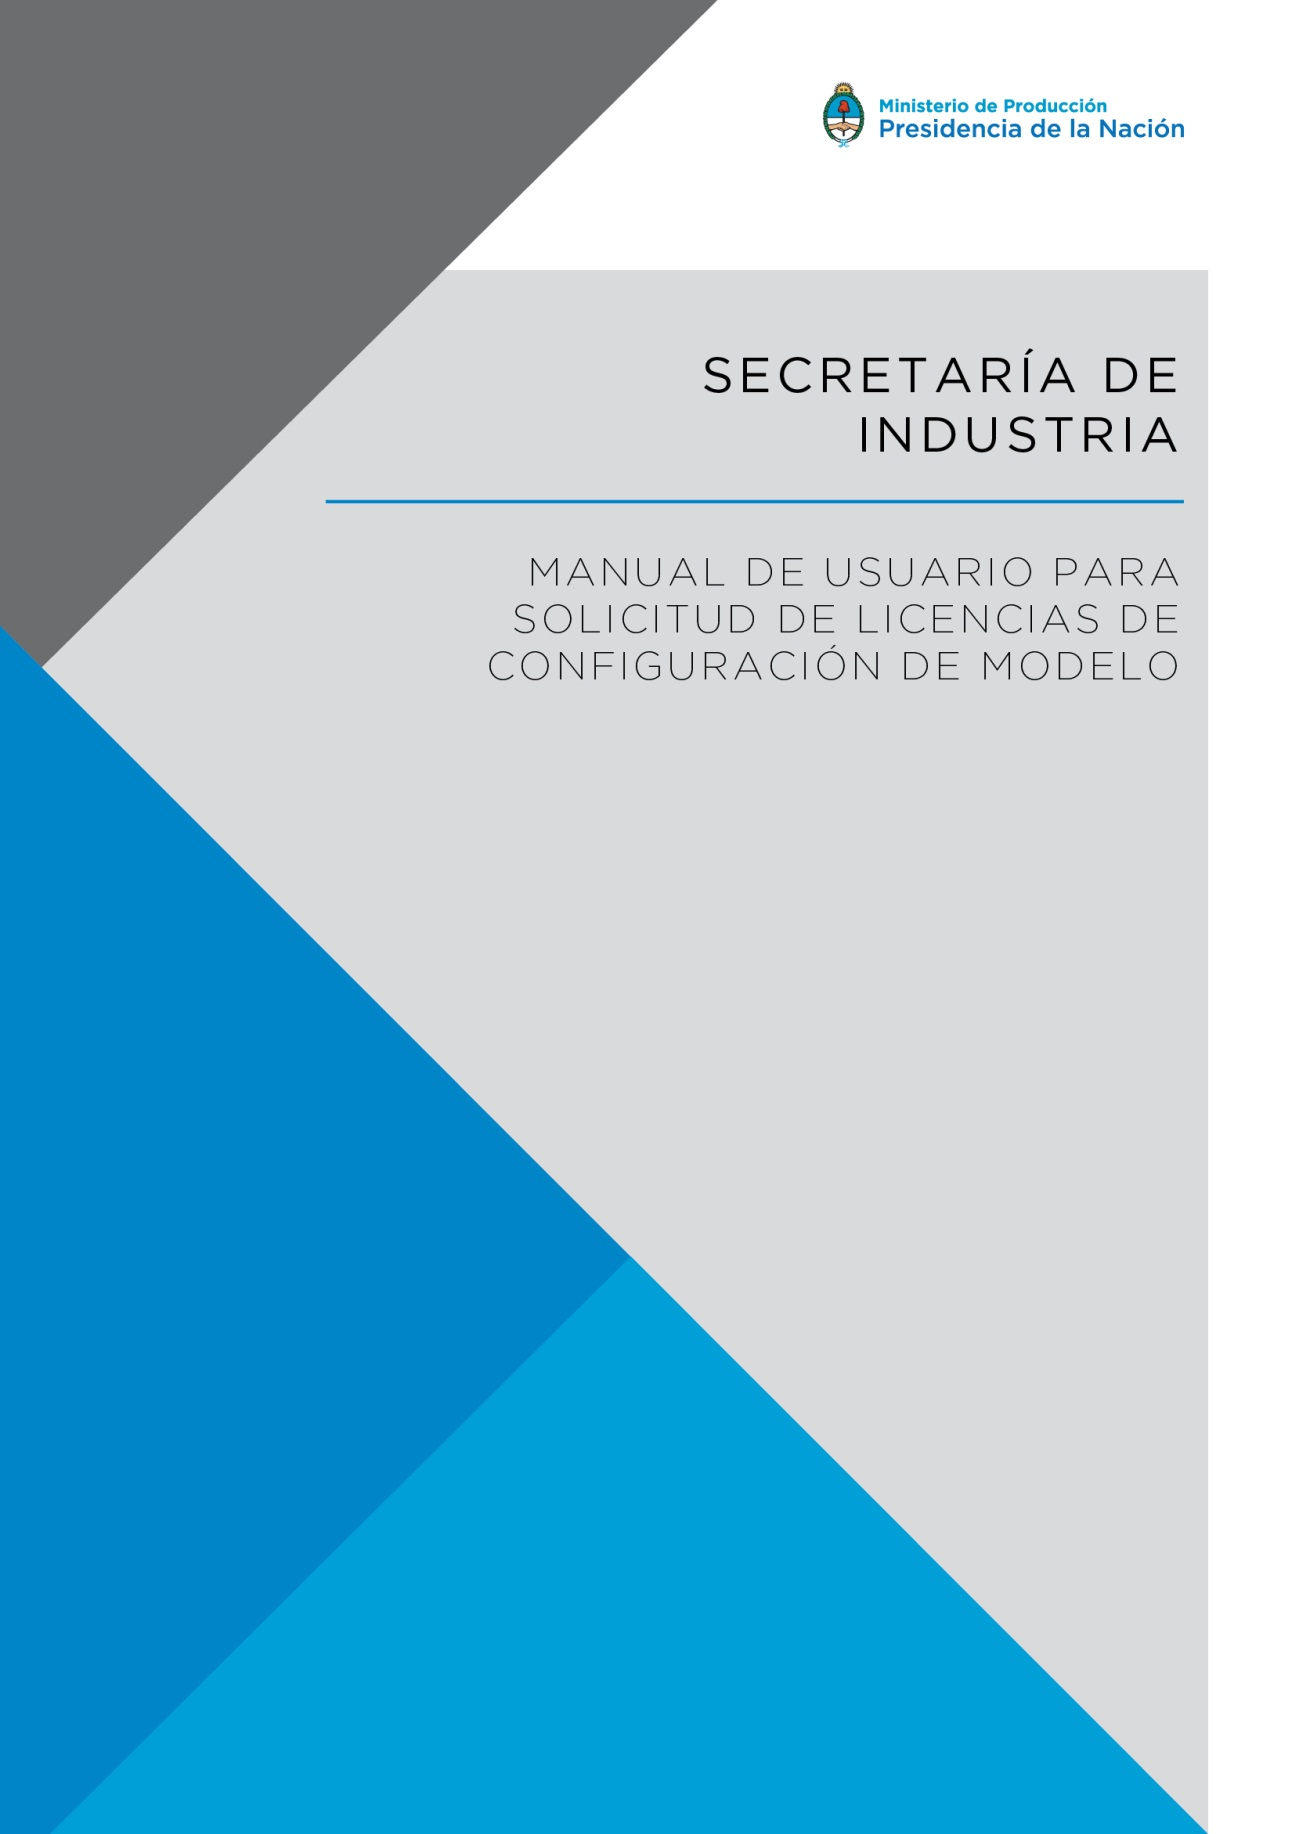 Ministerio de Producción
Presidencia de la Nación
SECRETARÍA DE
INDUSTRIA
MANUAL DE USUARIO PARA
SOLICITUD DE LICENCIAS DE
CONFIGURACIÓN DE MODELO